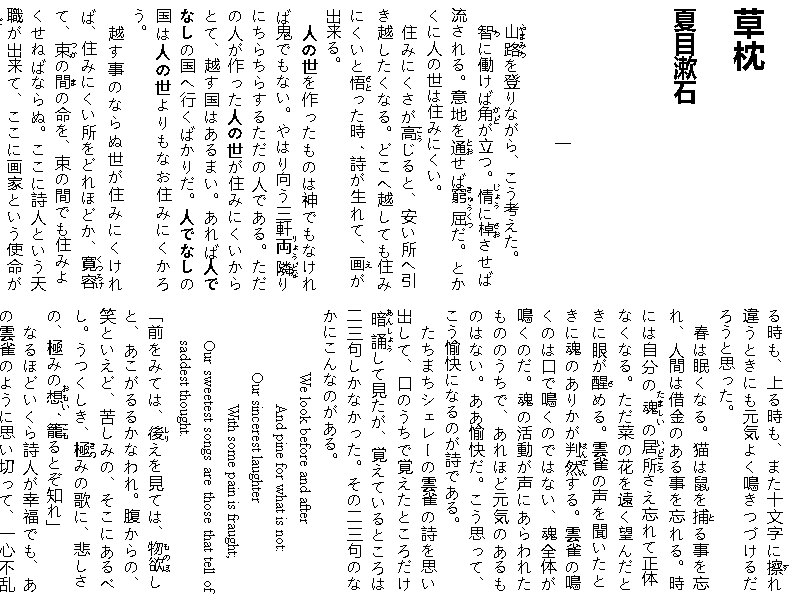 草枕
夏目漱石
一
山路を登りながら、こう考えた。
智に働けば角が立つ。情に棹させば
流される。意地を通せば窮屈だ。とか
くに人の世は住みにくい。
住みにくさが高じると、安い所へ引
き越したくなる。どこへ越しても住み
にくいと悟った時、詩が生れて、画が
出来る。
人の世を作ったものは神でもなけれ
ば鬼でもない。やはり向う三軒両隣り
にちらちらするただの人である。ただ
の人が作った人の世が住みにくいから
とて、越す国はあるまい。あれば人で
なしの国へ行くばかりだ。人でなしの
国は人の世よりもなお住みにくかろ
う。
越す事のならぬ世が住みにくけれ
ば、住みにくい所をどれほどか、寛容
て、束の間の命を、束の間でも住みよ
くせねばならぬ。ここに詩人という天
職が出来て、ここに画家という使命が
る時も、上る時も、また十文字に擦れ
違うときにも元気よく鳴きつづけるだ
ろうと思った。
春は眠くなる。猫は鼠を捕る事を忘
れ、人間は借金のある事を忘れる。時
には自分の魂の居所さえ忘れて正体
なくなる。ただ菜の花を遠く望んだと
きに眼が醒める。雲雀の声を聞いたと
きに魂のありかが判然する。雲雀の鳴
くのは口で鳴くのではない、魂全体が
鳴くのだ。魂の活動が声にあらわれた
もののうちで、あれほど元気のあるも
のはない。ああ愉快だ。こう思って、
こう愉快になるのが詩である。
たちまちシェレーの雲雀の詩を思い
出して、口のうちで覚えたところだけ
暗誦して見たが、覚えているところは
二三句しかなかった。その二三句のな
かにこんなのがある。
We look before and after
And pine for what is not:
Our sincerest laughter
With some pain is fraught;
Our sweetest songs are those that tell of
saddest thought.
「前をみては、後えを見ては、物欲し
と、あこがるるかなわれ。腹からの、
笑といえど、苦しみの、そこにあるべ
し。うつくしき、極みの歌に、悲しさ
の、極みの想、籠るとぞ知れ」
なるほどいくら詩人が幸福でも、あ
の雲雀のように思い切って、一心不乱